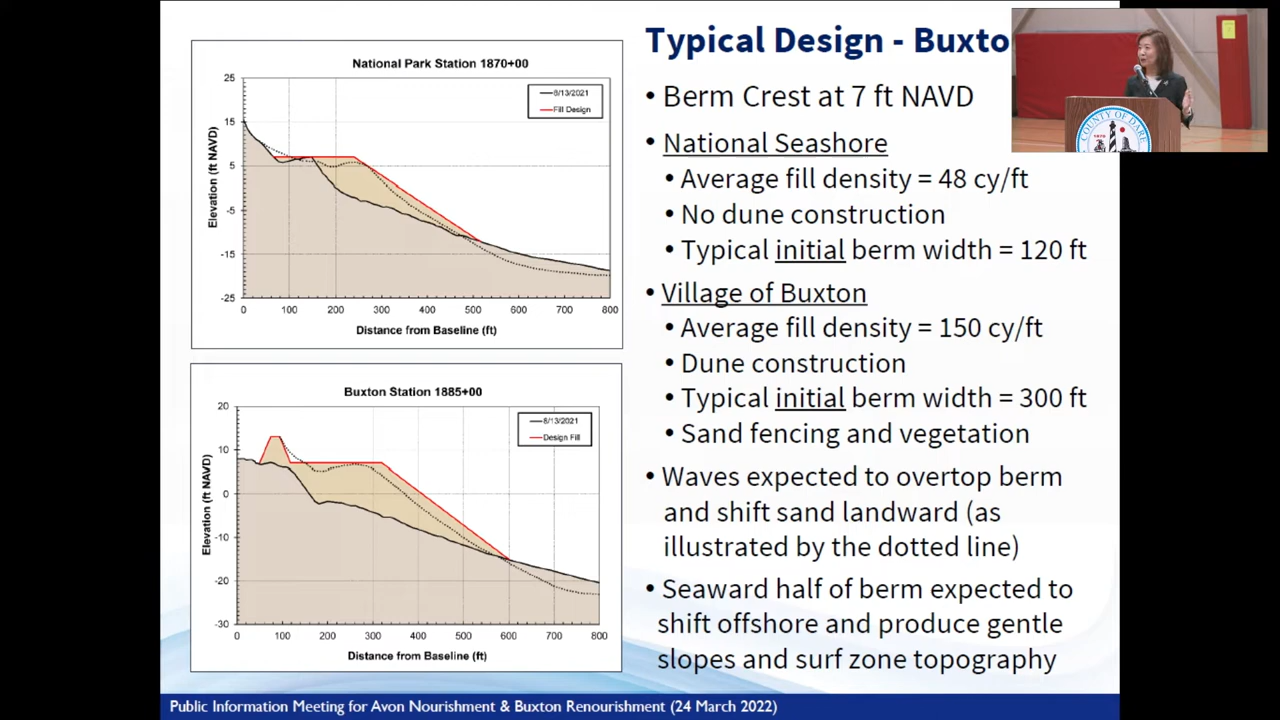 Typical Design - Buxto
• Berm Crest at 7 ft NAVD
• National Seashore
• Average fill density = 48 cy/ft
• No dune construction
• Typical initial berm width = 120 ft
• Village of Buxton
• Average fill density = 150 cy/ft
• Dune construction
• Typical initial berm width = 300 ft
• Sand fencing and vegetation
• Waves expected to overtop berm
and shift sand landward (as
illustrated by the dotted line)
• Seaward half of berm expected to
shift offshore and produce gentle
slopes and surf zone topography
National Park Station 1870+00
8/13/2021
Fill Design
Elevation (ft NAVD)
25
15
5
-5
-15
-25
0 100 200 300 400 500 600 700 800
Distance from Baseline (ft)
Buxton Station 1885+00
8/13/2021
Design Fill
Elevation (ft NAVD)
20
10
0
-10
-20
-30
0 100 200 300 400 500 600 700 800
Distance from Baseline (ft)
COUNTY OF DARE
1870
Public Information Meeting for Avon Nourishment & Buxton Renourishment (24 March 2022)